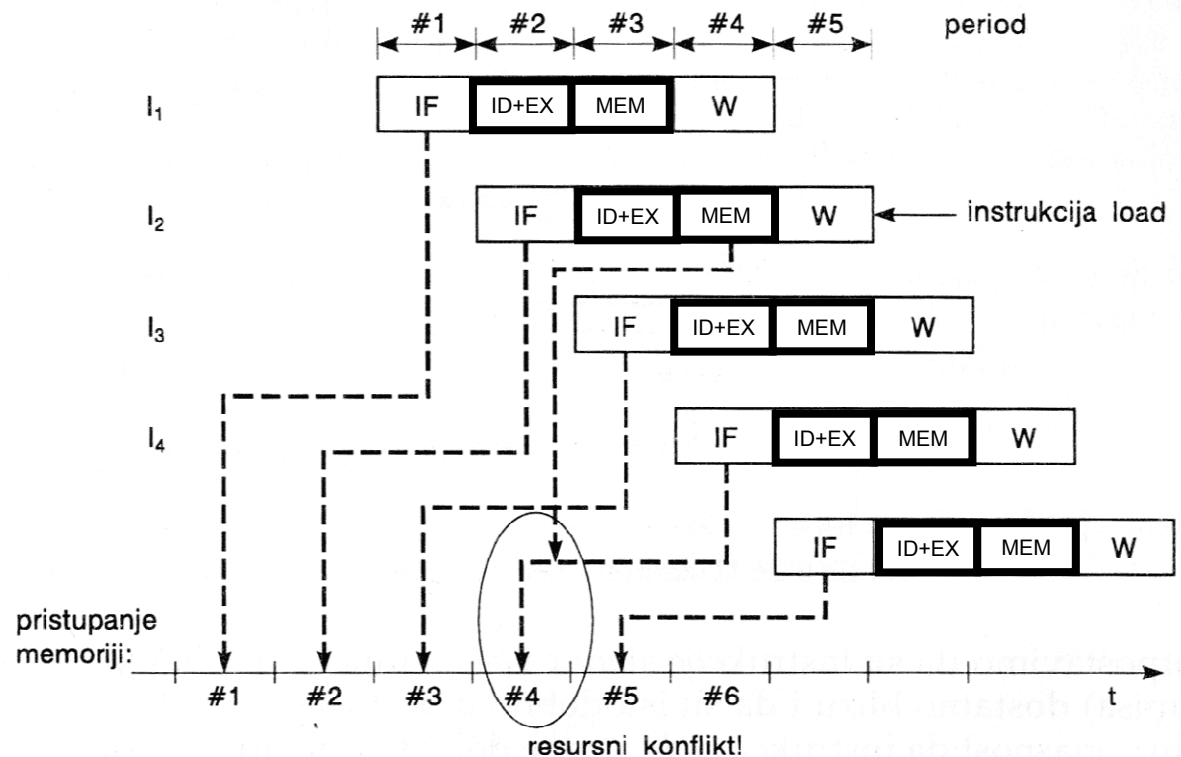 #1 #2 #3 #4 #5 period
I1 IF ID+EX MEM W
I2 IF ID+EX MEM W instrukcija load
I3 IF ID+EX MEM W
I4 IF ID+EX MEM W
IF ID+EX MEM W
pristupanje
memoriji:
#1 #2 #3 #4 #5 #6 t
resursni konflikt!